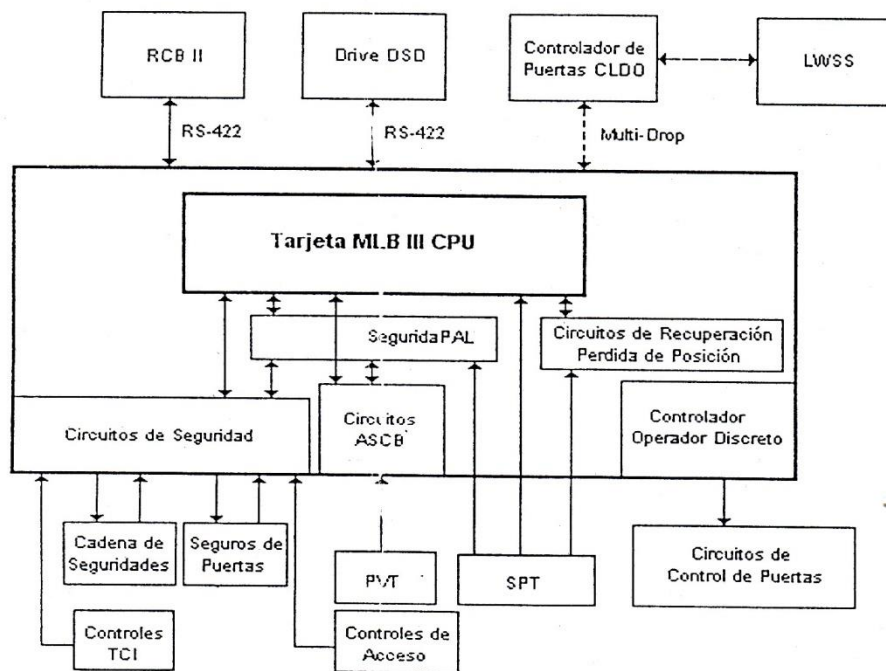 RCB II
Drive DSD
Controlador de
Puertas CLDO
LWSS
RS-422
RS-422
Multi-Drop
Tarjeta MLB III CPU
SeguridaPAL
Circuitos de Recuperación
Perdida de Posición
Circuitos de Seguridad
Circuitos
ASCB
Controlador
Operador Discreto
Cadena de
Seguridades
Seguros de
Puertas
PVT
SPT
Circuitos de
Control de Puertas
Controles
TCI
Controles de
Acceso